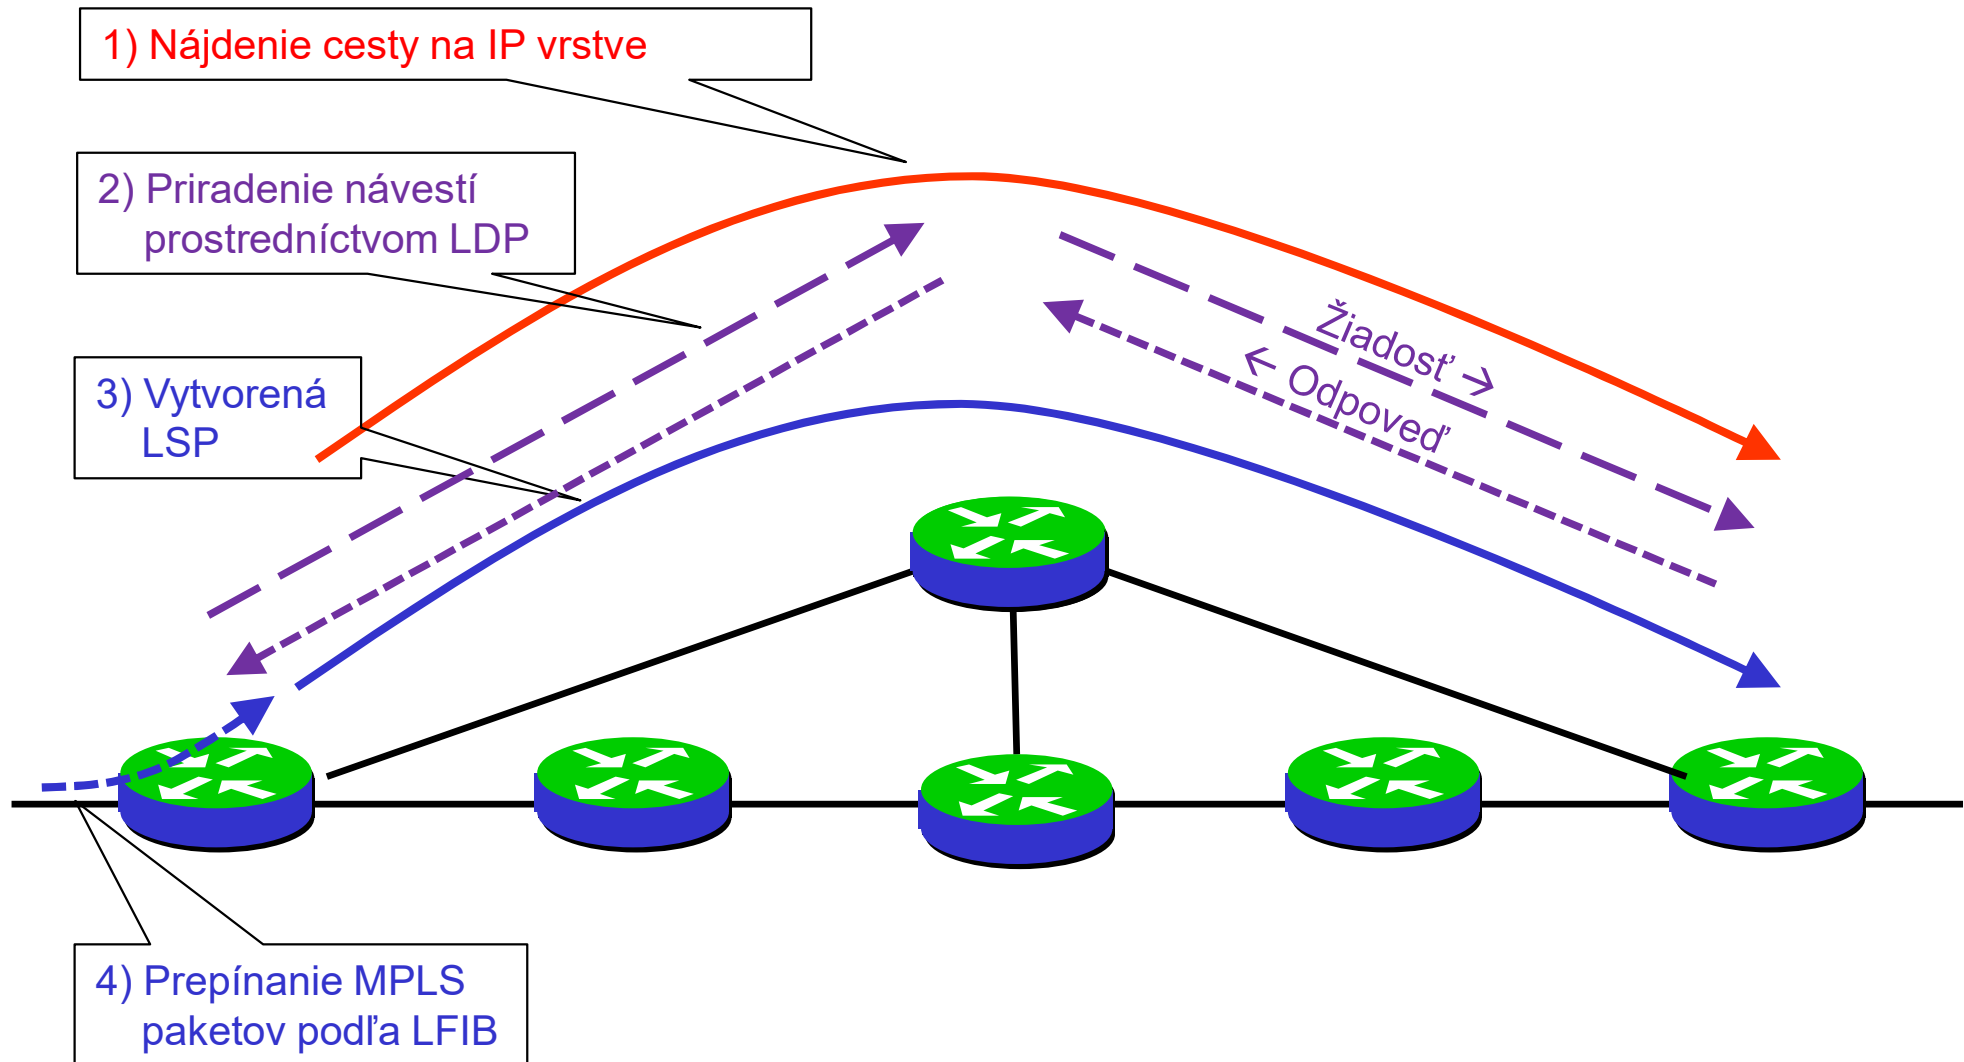 1) Nájdenie cesty na IP vrstve
2) Priradenie návestí
prostredníctvom LDP
Žiadosť →
← Odpoveď
3) Vytvorená
LSP
4) Prepínanie MPLS
paketov podľa LFIB